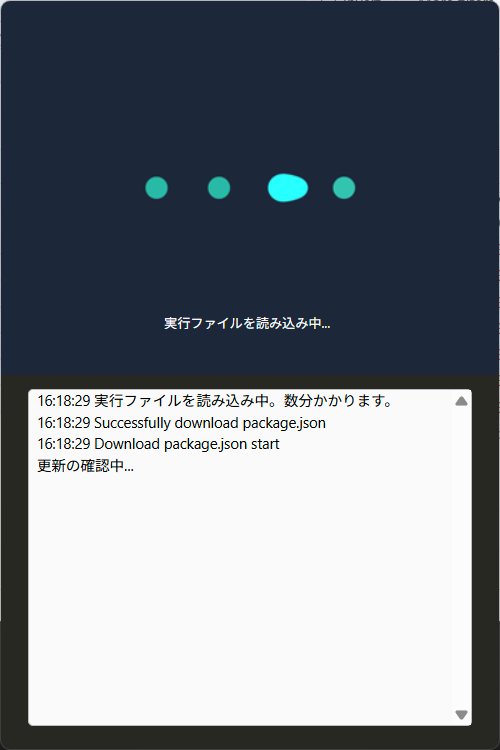 実行ファイルを読み込み中...
16:18:29 実行ファイルを読み込み中。数分かかります。
16:18:29 Successfully download package.json
16:18:29 Download package.json start
更新の確認中...